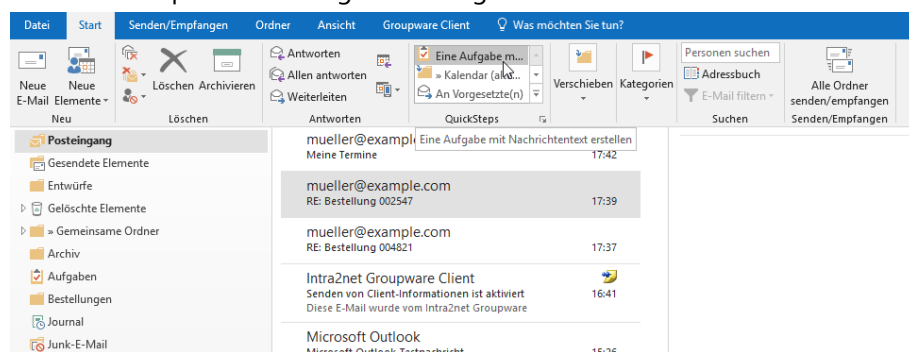 Datei Start Senden/Empfangen Ordner Ansicht Groupware Client Was möchten Sie tun?
Neue E-Mail
Neue Elemente
Löschen Archivieren
Antworten
Allen antworten
Weiterleiten
Eine Aufgabe m...
» Kalendar
An Vorgesetzte(n)
Verschieben Kategorien
Personen suchen
Adressbuch
E-Mail filtern
Alle Ordner
senden/empfangen
Neu Löschen Antworten QuickSteps Suchen Senden/Empfangen
Eine Aufgabe mit Nachrichtentext erstellen
Posteingang
Gesendete Elemente
Entwürfe
Gelöschte Elemente
» Gemeinsame Ordner
Archiv
Aufgaben
Bestellungen
Journal
Junk-E-Mail
Meine Termine 17:42
mueller@example.com
RE: Bestellung 002547 17:39
mueller@example.com
RE: Bestellung 004821 17:37
Intra2net Groupware Client
Senden von Client-Informationen ist aktiviert 16:41
Diese E-Mail wurde vom Intra2net Groupware
Microsoft Outlook